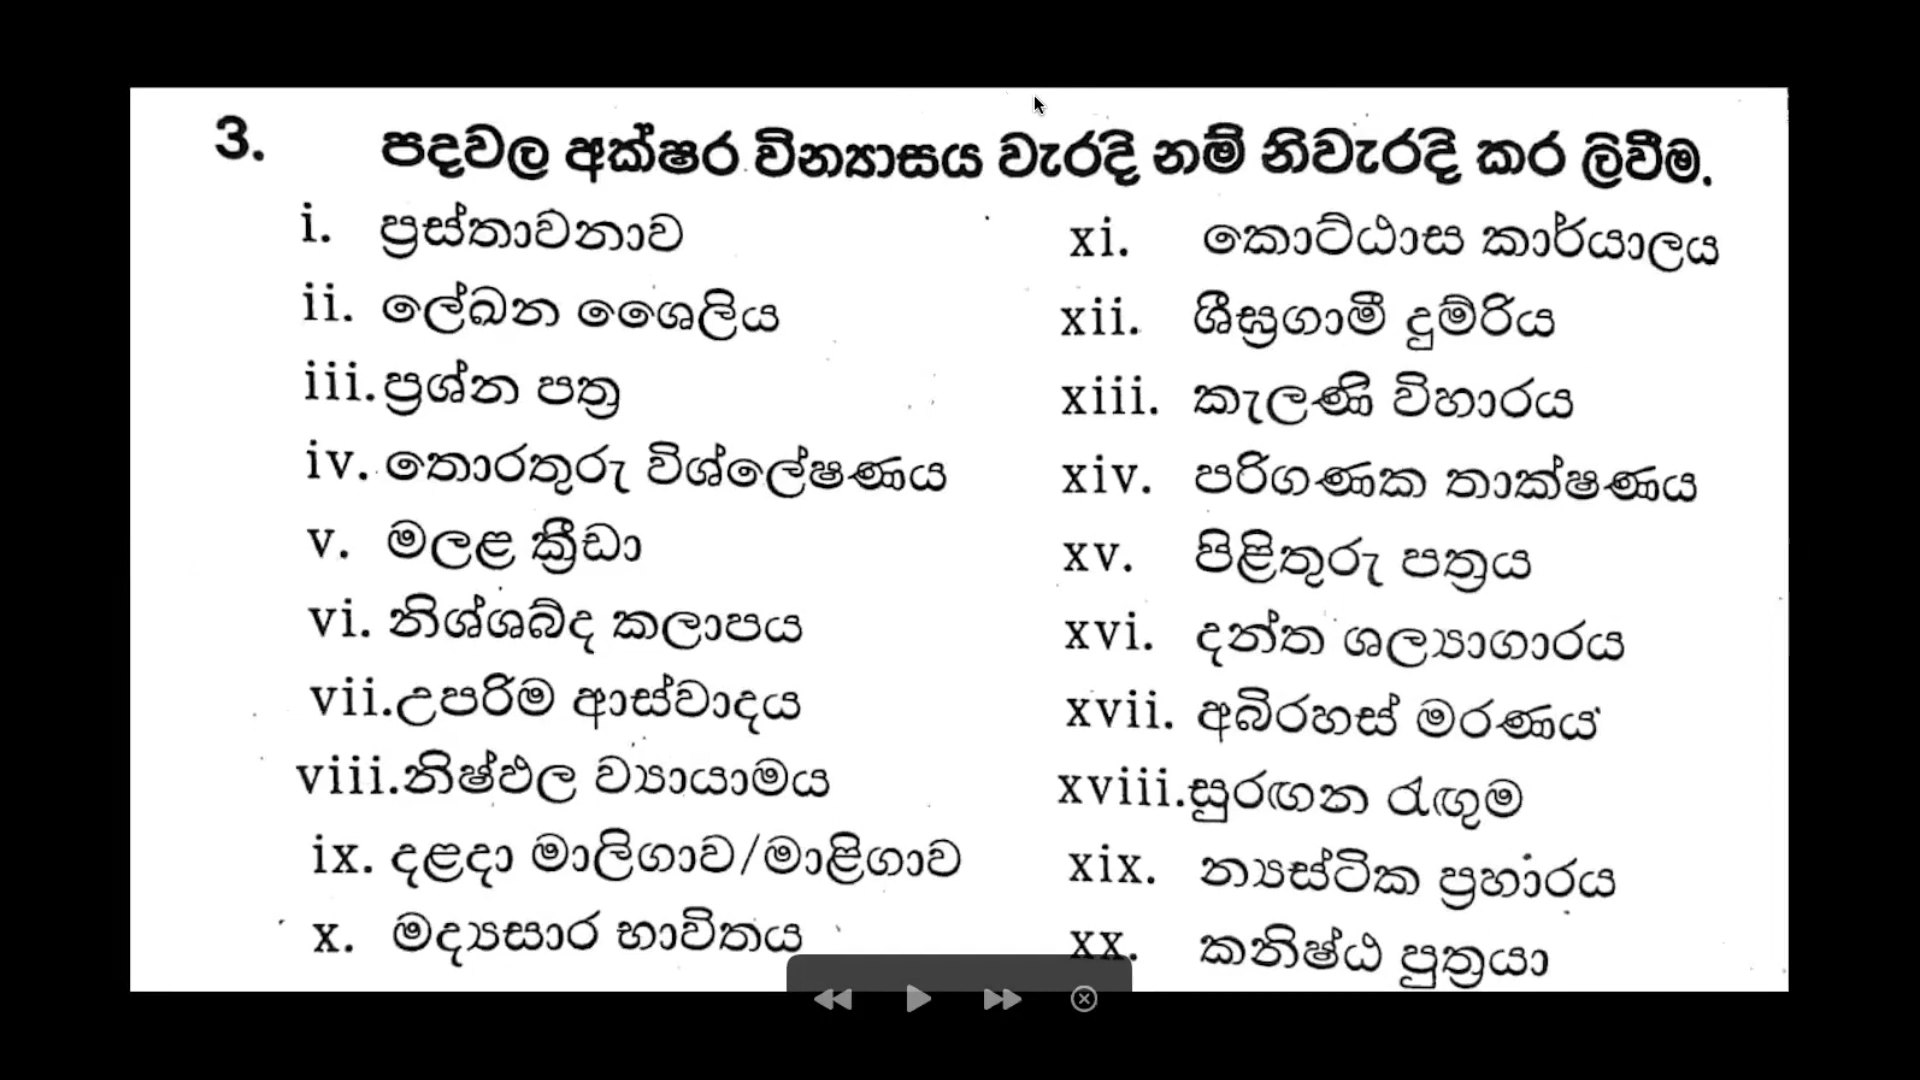 3. පදවල අක්ෂර වින්‍යාසය වැරදි නම් නිවැරදි කර ලිවීම.
i. ප්‍රස්තාවනාව
ii. ලේඛන ශෛලිය
iii. ප්‍රශ්න පත්‍ර
iv. තොරතුරු විශ්ලේෂණය
v. මලළ ක්‍රීඩා
vi. නිශ්ශබ්ද කලාපය
vii. උපරිම ආස්වාදය
viii. නිෂ්ඵල ව්‍යායාමය
ix. දළදා මාලිගාව/මාළිගාව
x. මද්‍යසාර භාවිතය
xi. කොට්ඨාස කාර්යාලය
xii. ශීඝ්‍රගාමී දුම්රිය
xiii. කැලණි විහාරය
xiv. පරිගණක තාක්ෂණය
xv. පිළිතුරු පත්‍රය
xvi. දන්ත ශල්‍යාගාරය
xvii. අබිරහස් මරණය
xviii. සුරඟන රැඟුම
xix. න්‍යස්ටික ප්‍රහාරය
xx. කනිෂ්ඨ පුත්‍රයා